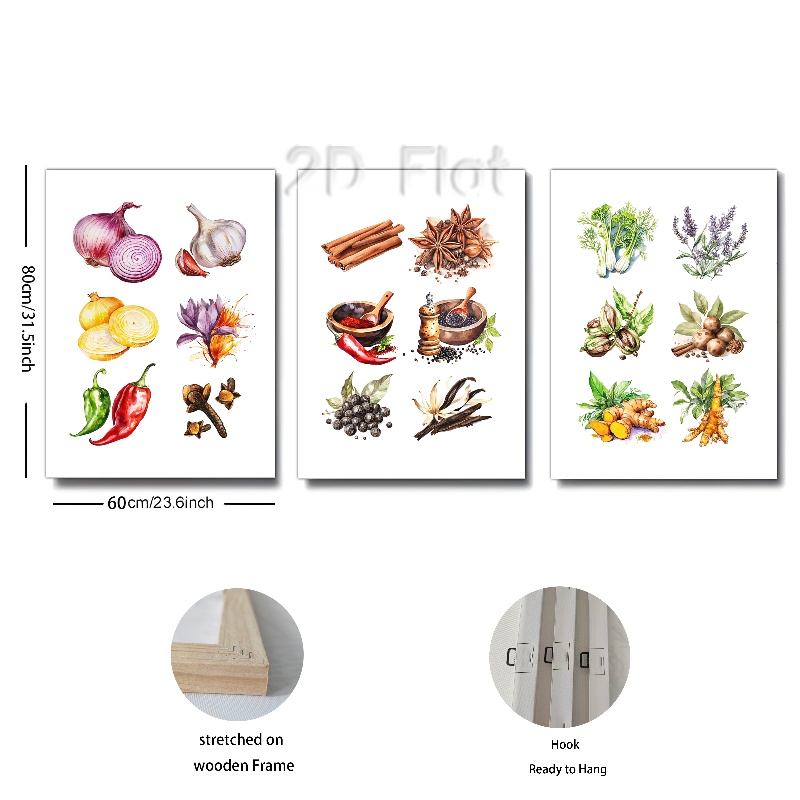 2D Flat
80cm/31.5inch
60cm/23.6inch
stretched on
wooden Frame
Hook
Ready to Hang